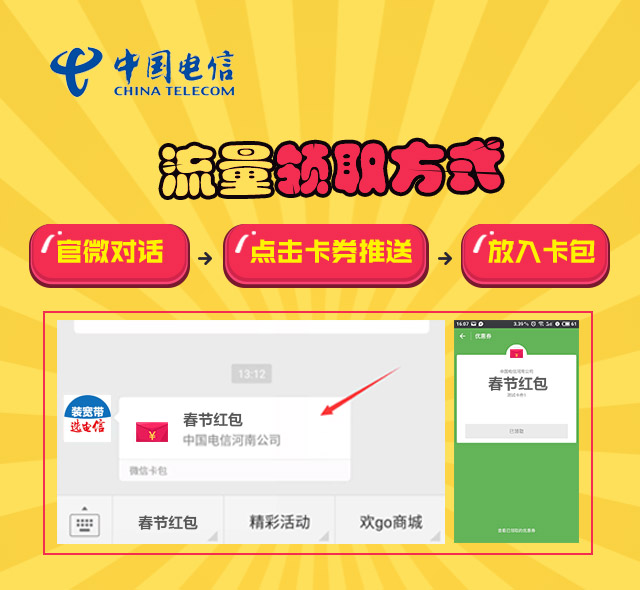 中国电信
CHINA TELECOM
流量领取方式
官微对话
点击卡券推送
放入卡包
13:12
装宽带
选电信
春节红包
中国电信河南公司
微信卡包
春节红包
精彩活动
欢go商城
16:07
3.39
61
优惠券
中国电信河南公司
春节红包